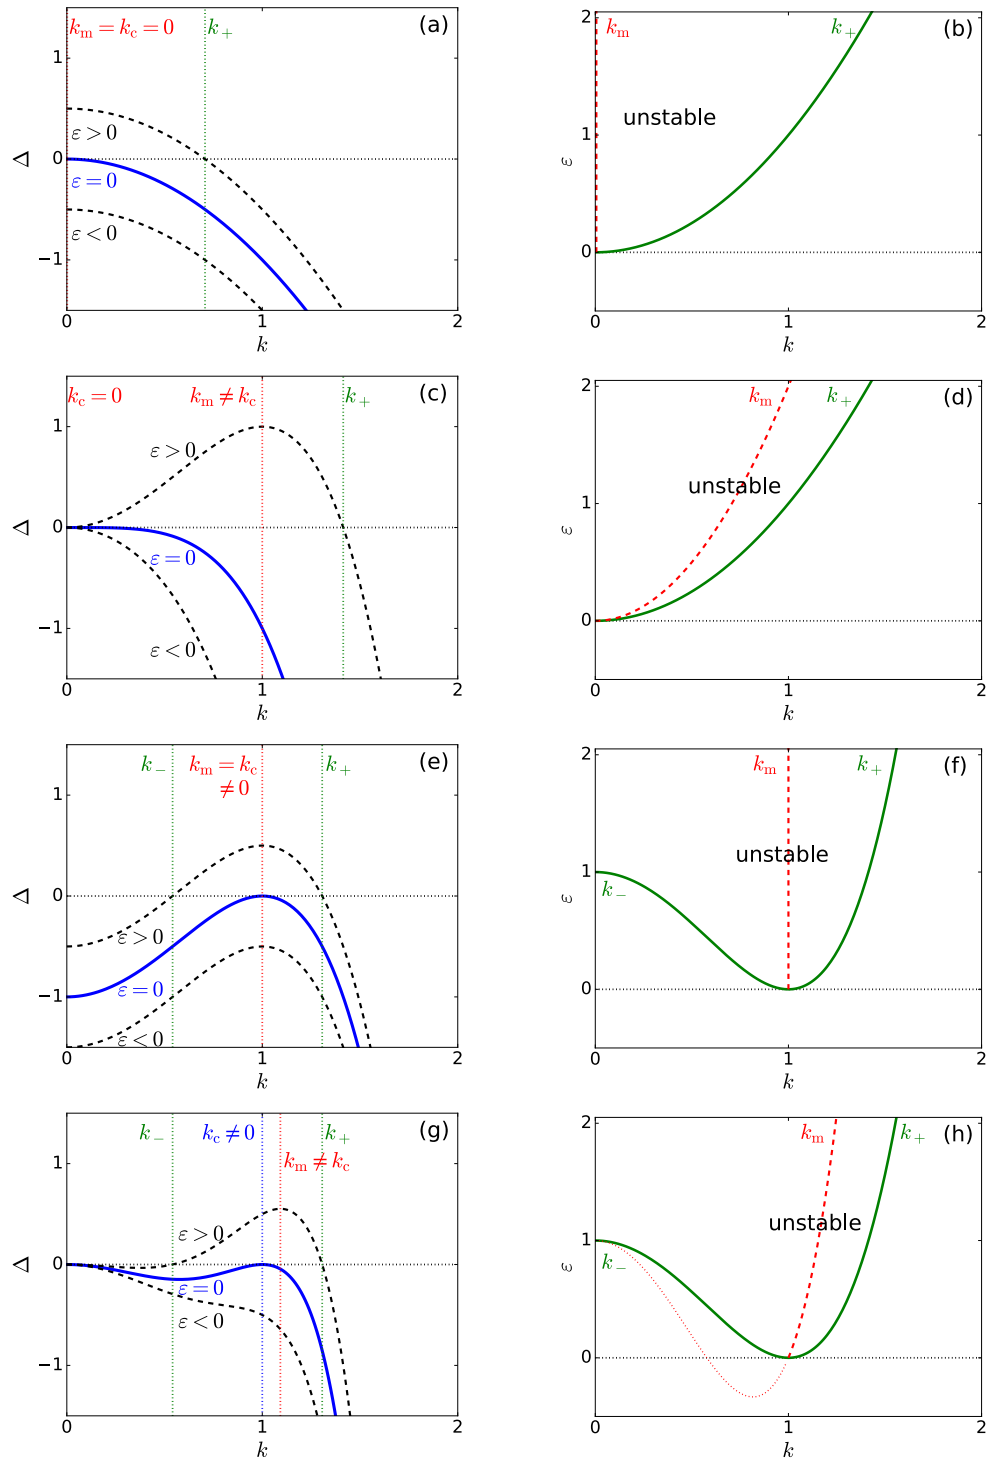 k_m = k_c = 0
k_+
(a)
ε > 0
ε = 0
ε < 0
1
0
−1
Δ
0
1
2
k
k_m
k_+
(b)
unstable
2
1
0
ε
0
1
2
k
k_c = 0
k_m ≠ k_c
k_+
(c)
ε > 0
ε = 0
ε < 0
1
0
−1
Δ
0
1
2
k
k_m
k_+
(d)
unstable
2
1
0
ε
0
1
2
k
k_−
k_m = k_c
≠ 0
k_+
(e)
ε > 0
ε = 0
ε < 0
1
0
−1
Δ
0
1
2
k
k_m
k_+
(f)
unstable
k_−
2
1
0
ε
0
1
2
k
k_−
k_c ≠ 0
k_+
(g)
k_m ≠ k_c
ε > 0
ε = 0
ε < 0
1
0
−1
Δ
0
1
2
k
k_m
k_+
(h)
unstable
k_−
2
1
0
ε
0
1
2
k